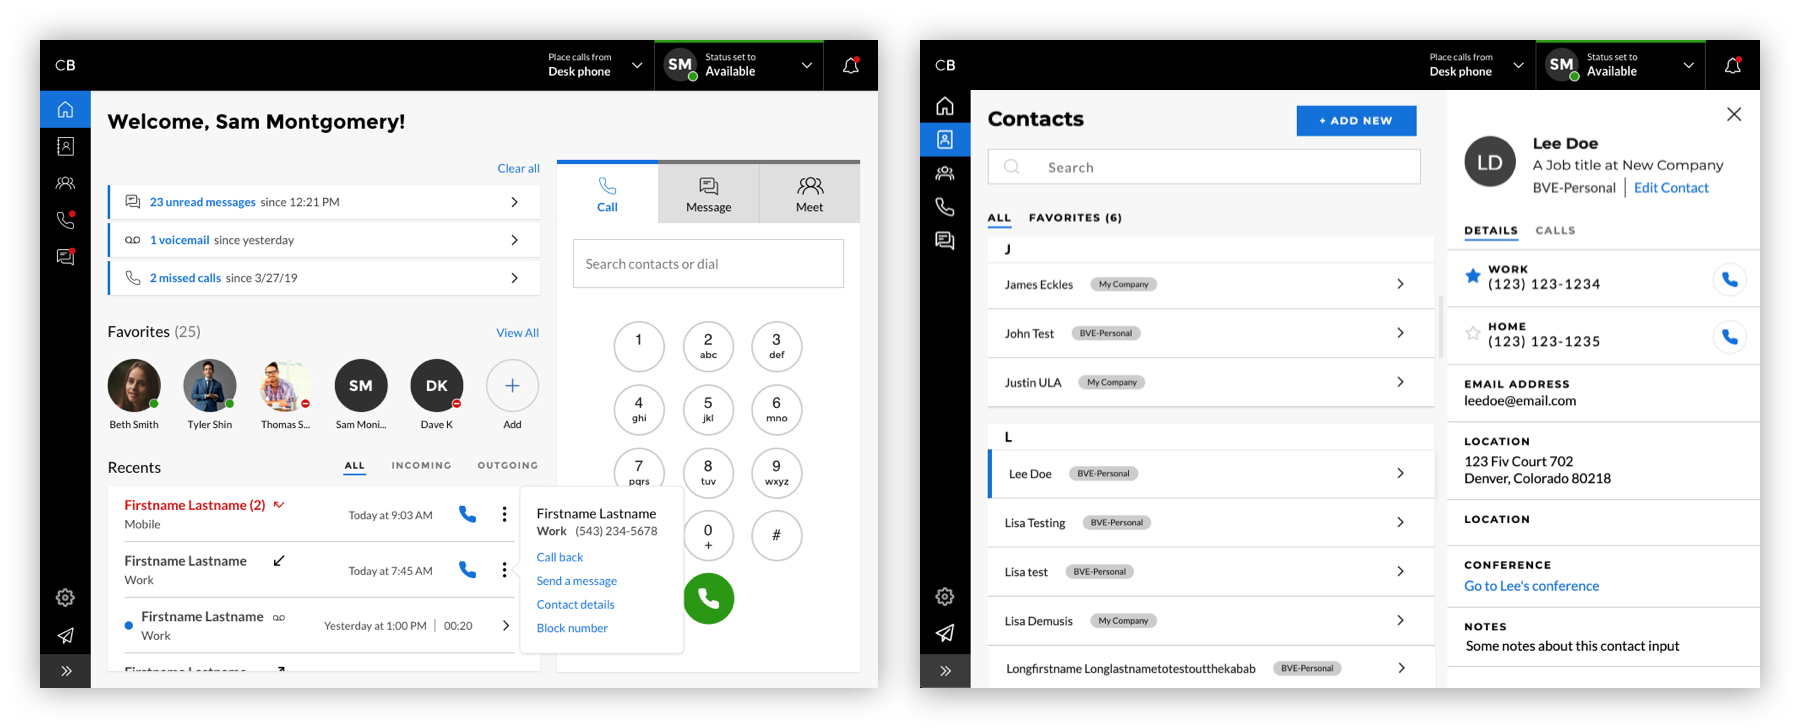 CB
Place calls from
Desk phone
SM
Status set to
Available
Welcome, Sam Montgomery!
Clear all
23 unread messages since 12:21 PM
1 voicemail since yesterday
2 missed calls since 3/27/19
Favorites (25)
View All
SM
DK
Beth Smith
Tyler Shin
Thomas S...
Sam Moni...
Dave K
Add
Recents
ALL
INCOMING
OUTGOING
Firstname Lastname (2)
Mobile
Today at 9:03 AM
Firstname Lastname
Work
Today at 7:45 AM
Firstname Lastname
Work
Yesterday at 1:00 PM | 00:20
Firstname Lastname
Call
Message
Meet
Search contacts or dial
1
2
abc
3
def
4
ghi
5
jkl
6
mno
7
pqrs
8
tuv
9
wxyz
0
+
#
Firstname Lastname
Work (543) 234-5678
Call back
Send a message
Contact details
Block number
CB
Place calls from
Desk phone
SM
Status set to
Available
Contacts
+ ADD NEW
Search
ALL
FAVORITES (6)
J
James Eckles My Company
John Test BVE-Personal
Justin ULA My Company
L
Lee Doe BVE-Personal
Lisa Testing BVE-Personal
Lisa test BVE-Personal
Lisa Demusis My Company
Longfirstname Longlastnametotestoutthekabab BVE-Personal
LD
Lee Doe
A Job title at New Company
BVE-Personal | Edit Contact
DETAILS
CALLS
WORK
(123) 123-1234
HOME
(123) 123-1235
EMAIL ADDRESS
leedoe@email.com
LOCATION
123 Fiv Court 702
Denver, Colorado 80218
LOCATION
CONFERENCE
Go to Lee's conference
NOTES
Some notes about this contact input